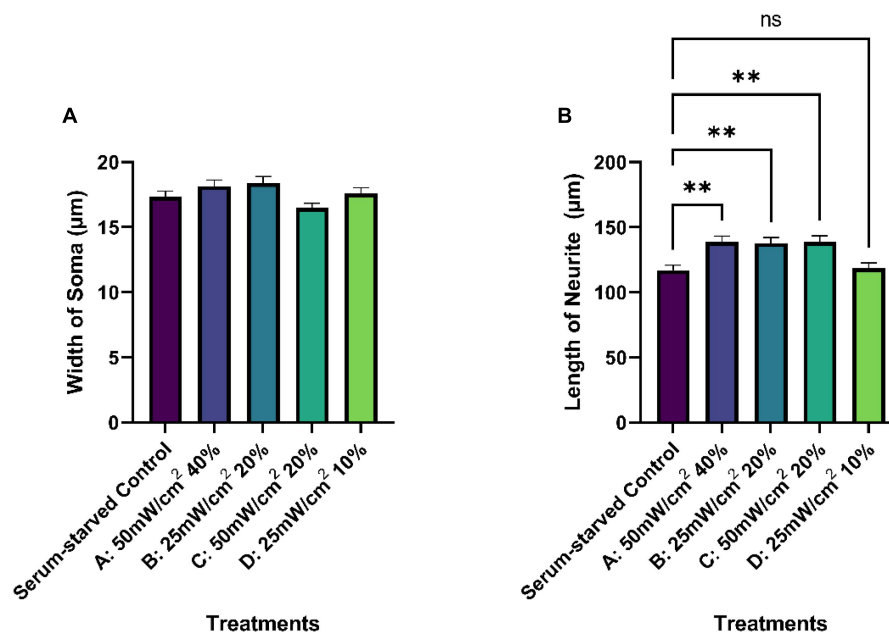 A
Width of Soma (µm)
20
15
10
5
0
Serum-starved Control
A: 50mW/cm² 40%
B: 25mW/cm² 20%
C: 50mW/cm² 20%
D: 25mW/cm² 10%
Treatments
B
ns
**
**
**
Length of Neurite (µm)
200
150
100
50
0
Serum-starved Control
A: 50mW/cm² 40%
B: 25mW/cm² 20%
C: 50mW/cm² 20%
D: 25mW/cm² 10%
Treatments